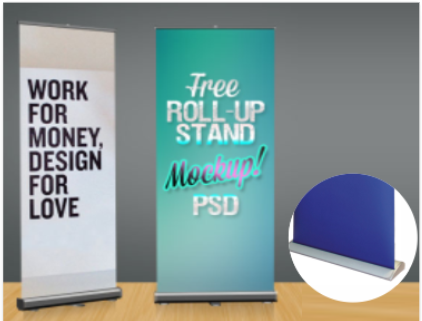 WORK
FOR
MONEY,
DESIGN
FOR
LOVE
Free
ROLL-UP
STAND
Mockup!
PSD